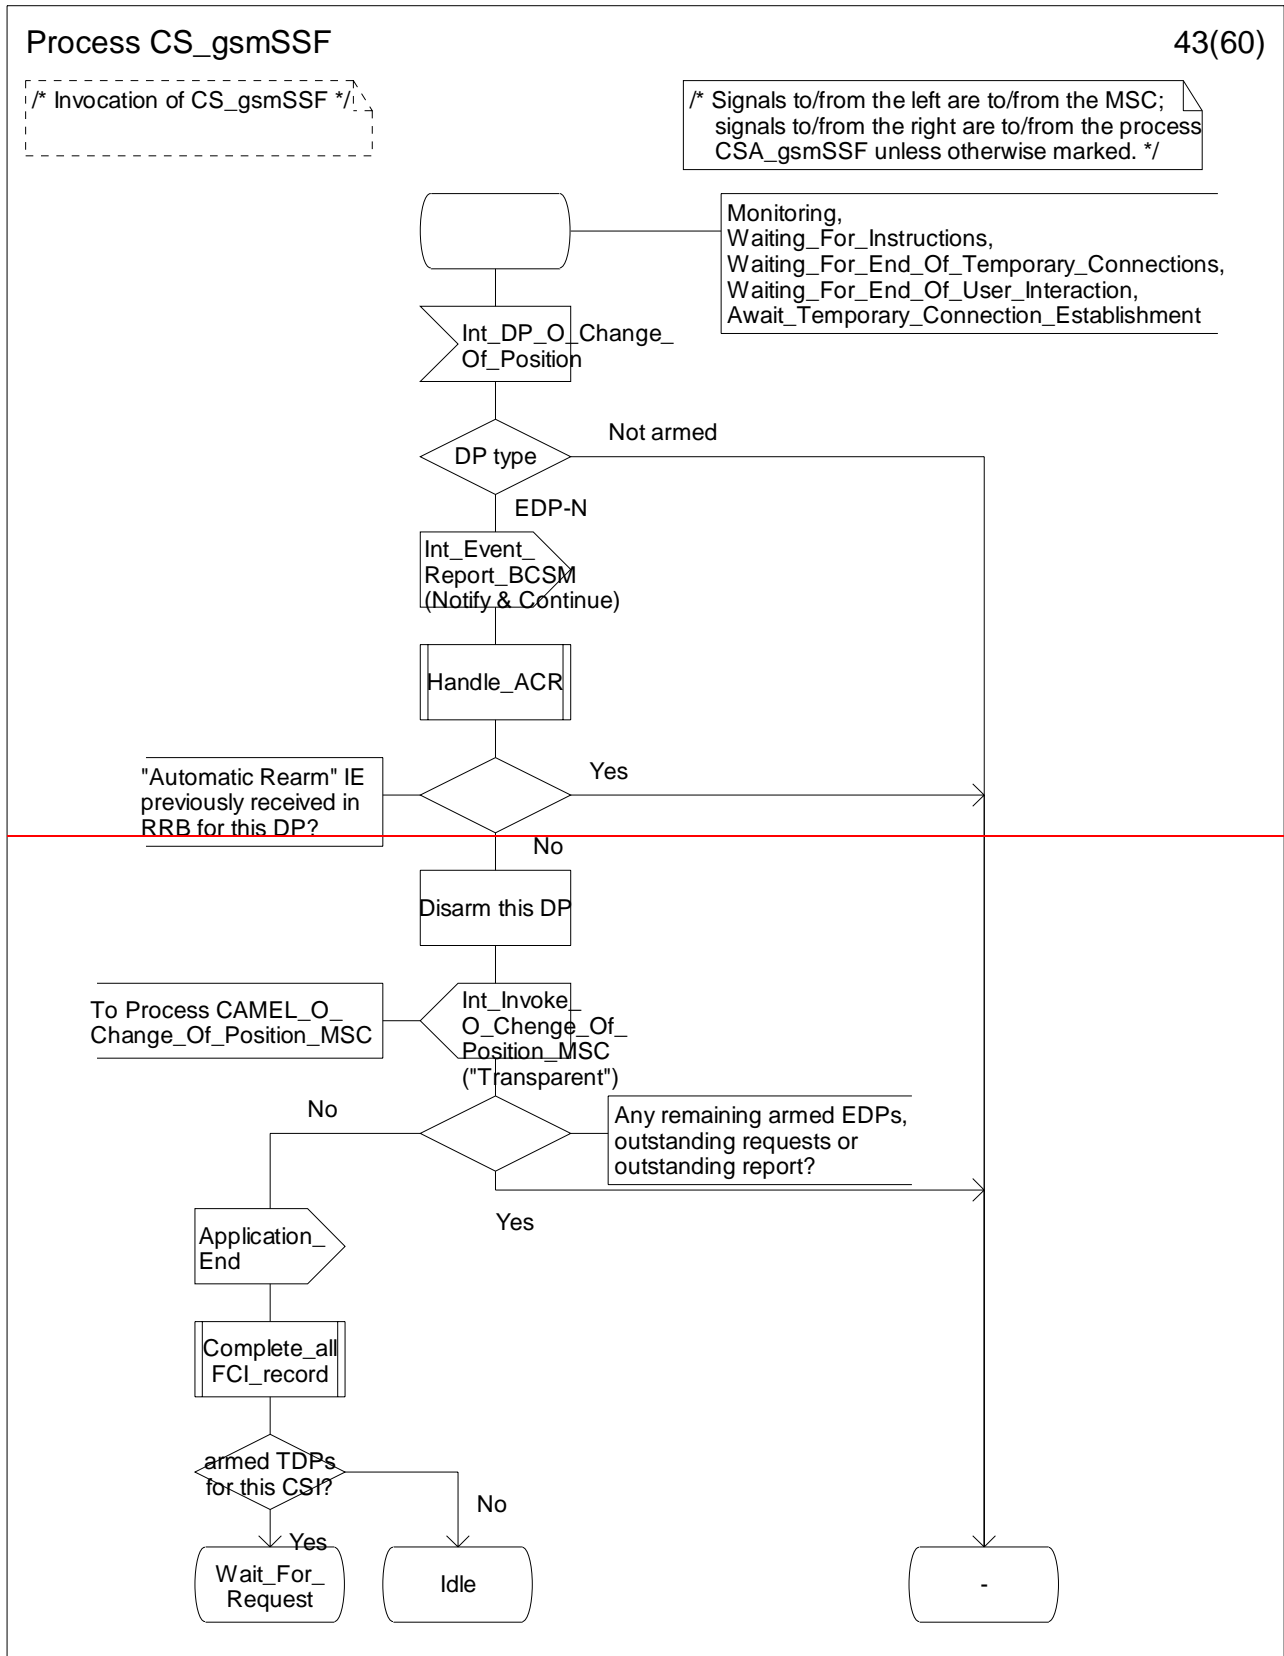 Process CS_gsmSSF
43(60)
/* Invocation of CS_gsmSSF */
/* Signals to/from the left are to/from the MSC;
signals to/from the right are to/from the process
CSA_gsmSSF unless otherwise marked. */
Monitoring,
Waiting_For_Instructions,
Waiting_For_End_Of_Temporary_Connections,
Waiting_For_End_Of_User_Interaction,
Await_Temporary_Connection_Establishment
Int_DP_O_Change_
Of_Position
DP type
Not armed
EDP-N
Int_Event_
Report_BCSM
(Notify & Continue)
Handle_ACR
"Automatic Rearm" IE
previously received in
RRB for this DP?
Yes
No
Disarm this DP
To Process CAMEL_O_
Change_Of_Position_MSC
Int_Invoke_
O_Chenge_Of_
Position_MSC
("Transparent")
No
Any remaining armed EDPs,
outstanding requests or
outstanding report?
Yes
Application_
End
Complete_all
FCI_record
armed TDPs
for this CSI?
No
Yes
Wait_For_
Request
Idle
-